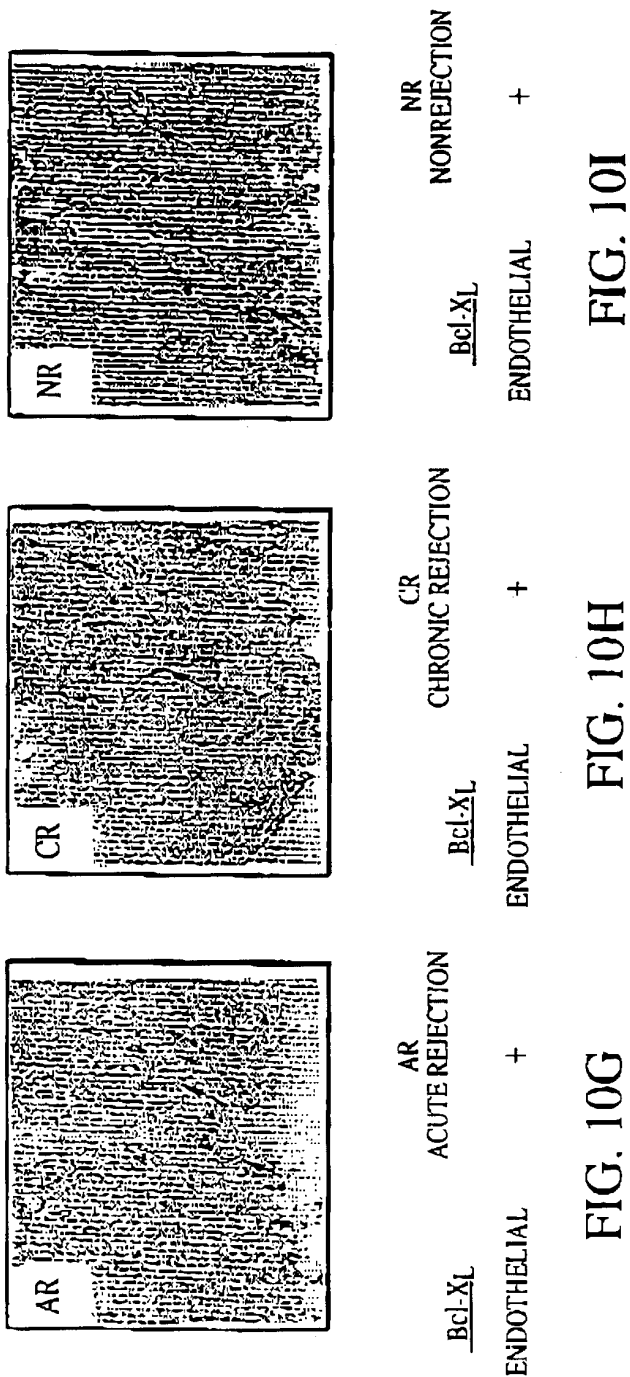 AR
AR
ACUTE REJECTION
Bcl-XL
ENDOTHELIAL +
FIG. 10G
CR
CR
CHRONIC REJECTION
Bcl-XL
ENDOTHELIAL +
FIG. 10H
NR
NR
NONREJECTION
Bcl-XL
ENDOTHELIAL +
FIG. 10I